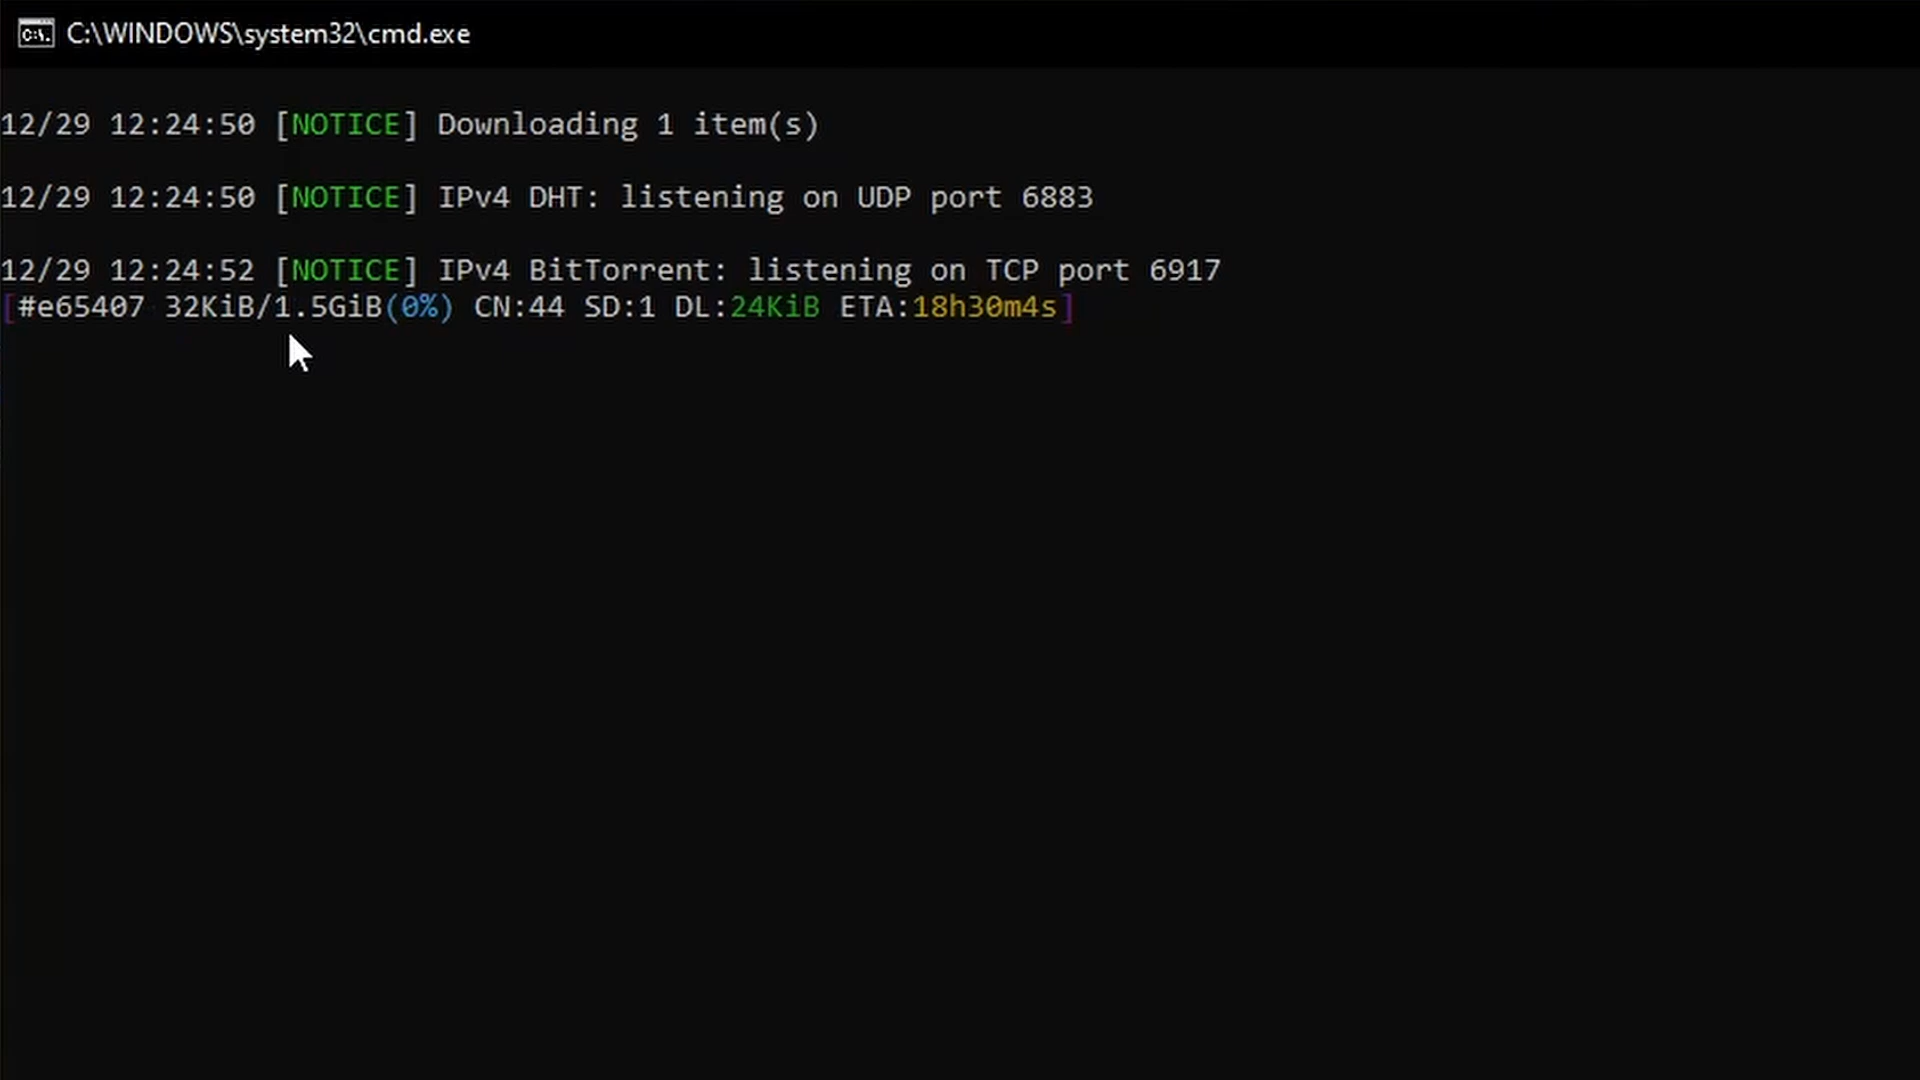 C:\WINDOWS\system32\cmd.exe
12/29 12:24:50 [NOTICE] Downloading 1 item(s)
12/29 12:24:50 [NOTICE] IPv4 DHT: listening on UDP port 6883
12/29 12:24:52 [NOTICE] IPv4 BitTorrent: listening on TCP port 6917
[#e65407 32KiB/1.5GiB(0%) CN:44 SD:1 DL:24KiB ETA:18h30m4s]